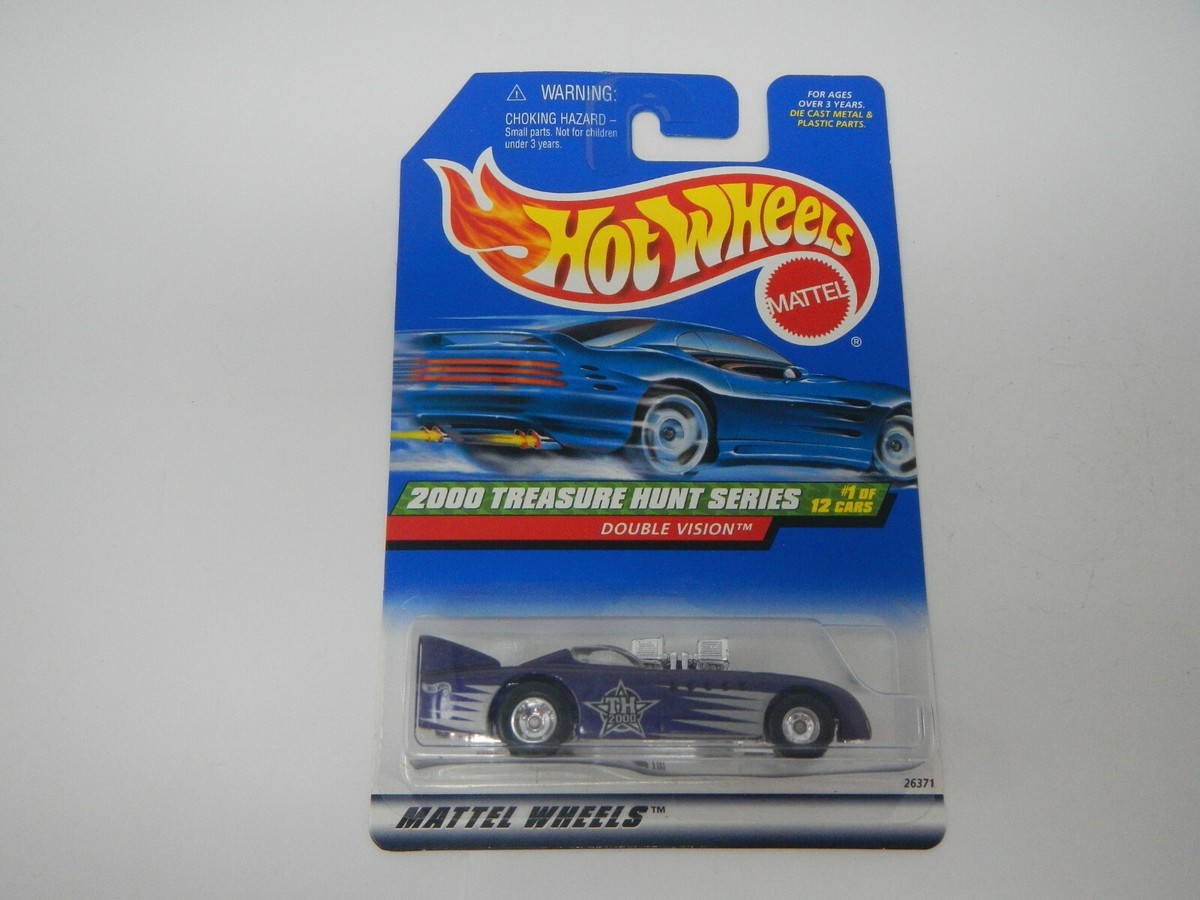 ⚠ WARNING:
CHOKING HAZARD –
Small parts. Not for children
under 3 years.
FOR AGES
OVER 3 YEARS.
DIE CAST METAL &
PLASTIC PARTS.
HOT WHEELS
MATTEL
®
2000 TREASURE HUNT SERIES
#1 OF
12 CARS
DOUBLE VISION™
TH
2000
26371
MATTEL WHEELS™